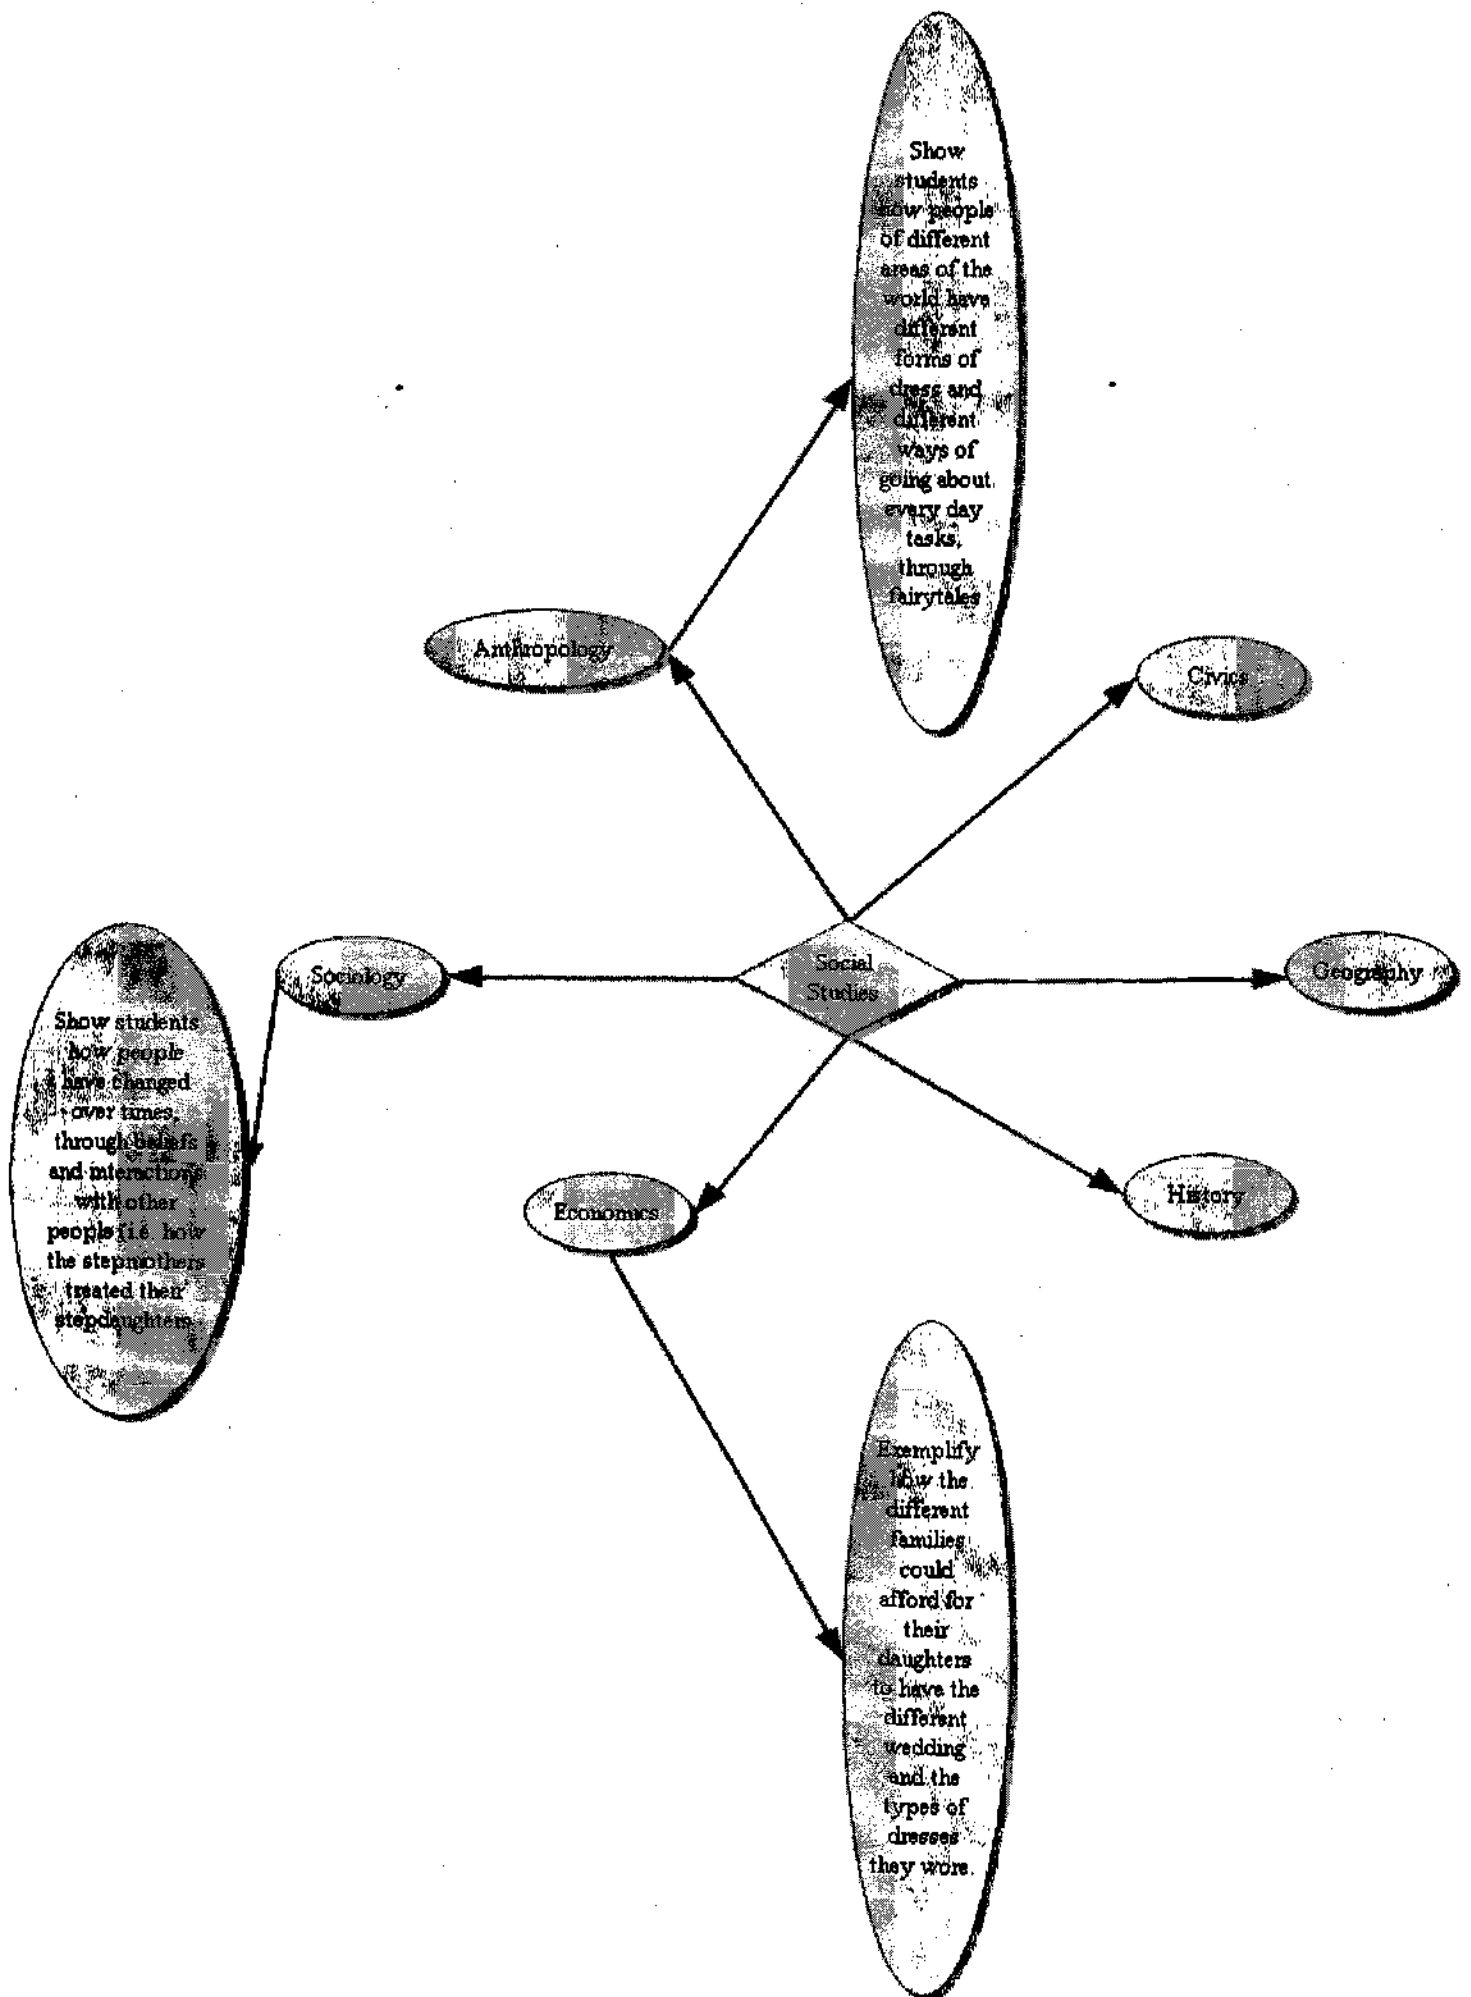 Show
students
how people
of different
areas of the
world have
different
forms of
dress and
different
ways of
going about
every day
tasks,
through
fairytales
Anthropology
Civics
Social
Studies
Sociology
Geography
Show students
how people
have changed
over times,
through beliefs
and interactions
with other
people (i.e. how
the stepmothers
treated their
stepdaughters
Economics
History
Exemplify
how the
different
families
could
afford for
their
daughters
to have the
different
wedding
and the
types of
dresses
they wore.